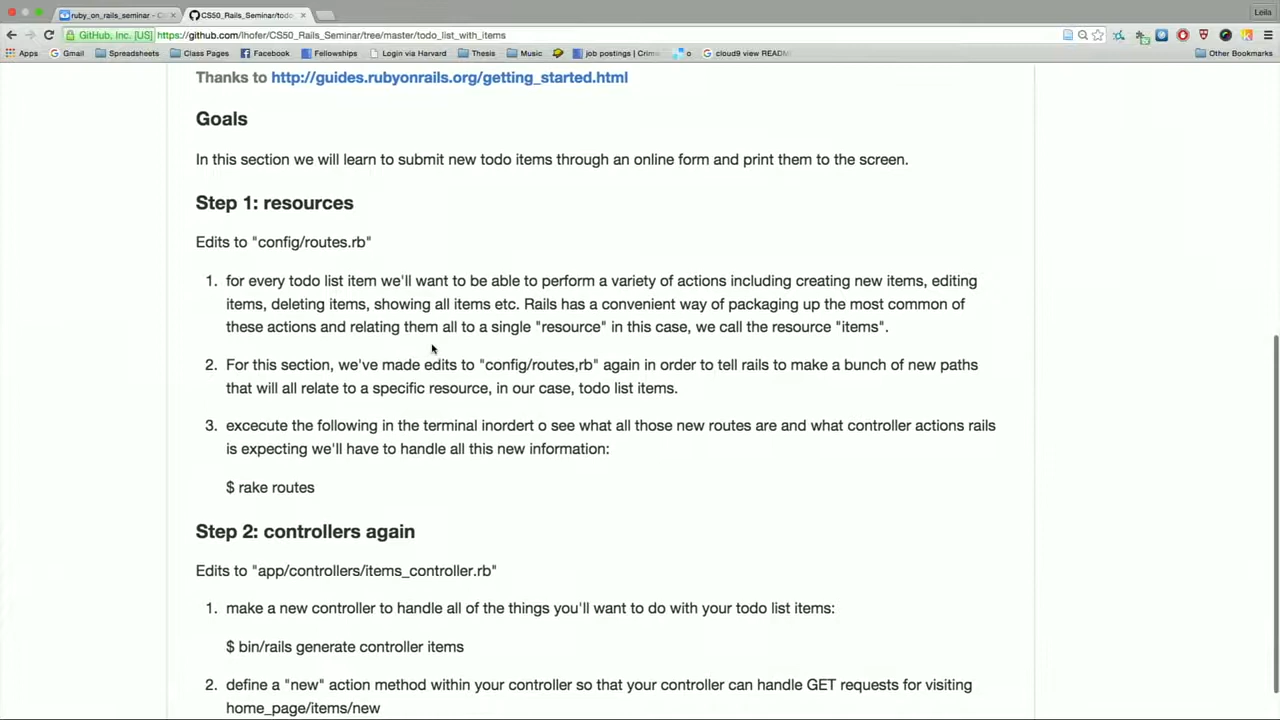 ruby_on_rails_seminar - C
CS50_Rails_Seminar/todo_
Leila
GitHub, Inc. [US] https://github.com/lhofer/CS50_Rails_Seminar/tree/master/todo_list_with_items
Apps Gmail Spreadsheets Class Pages Facebook Fellowships Login via Harvard Thesis Music job postings | Crim cloud9 view READM Other Bookmarks
Thanks to http://guides.rubyonrails.org/getting_started.html
Goals
In this section we will learn to submit new todo items through an online form and print them to the screen.
Step 1: resources
Edits to "config/routes.rb"
1. for every todo list item we'll want to be able to perform a variety of actions including creating new items, editing
items, deleting items, showing all items etc. Rails has a convenient way of packaging up the most common of
these actions and relating them all to a single "resource" in this case, we call the resource "items".
2. For this section, we've made edits to "config/routes,rb" again in order to tell rails to make a bunch of new paths
that will all relate to a specific resource, in our case, todo list items.
3. excecute the following in the terminal inordert o see what all those new routes are and what controller actions rails
is expecting we'll have to handle all this new information:
$ rake routes
Step 2: controllers again
Edits to "app/controllers/items_controller.rb"
1. make a new controller to handle all of the things you'll want to do with your todo list items:
$ bin/rails generate controller items
2. define a "new" action method within your controller so that your controller can handle GET requests for visiting
home_page/items/new